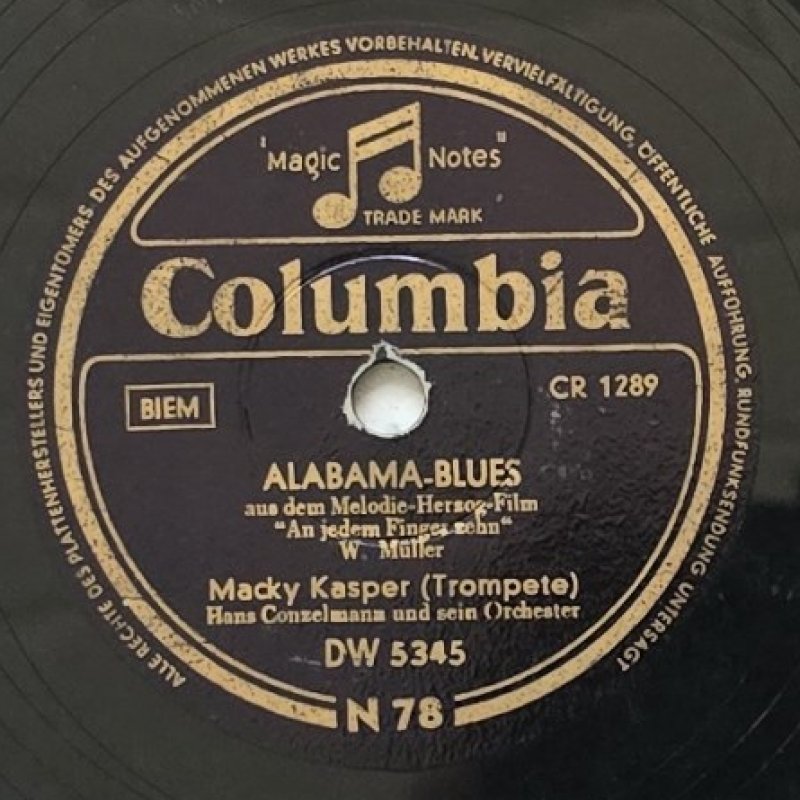 ALLE RECHTE DES PLATTENHERSTELLERS UND EIGENTÜMERS DES AUFGENOMMENEN WERKES VORBEHALTEN. VERVIELFÄLTIGUNG, ÖFFENTLICHE AUFFÜHRUNG, RUNDFUNKSENDUNG UNTERSAGT
"Magic Notes"
TRADE MARK
Columbia
BIEM
CR 1289
ALABAMA-BLUES
aus dem Melodie-Herzog-Film
"An jedem Finger zehn"
W. Müller
Macky Kasper (Trompete)
Hans Conzelmann und sein Orchester
DW 5345
N 78